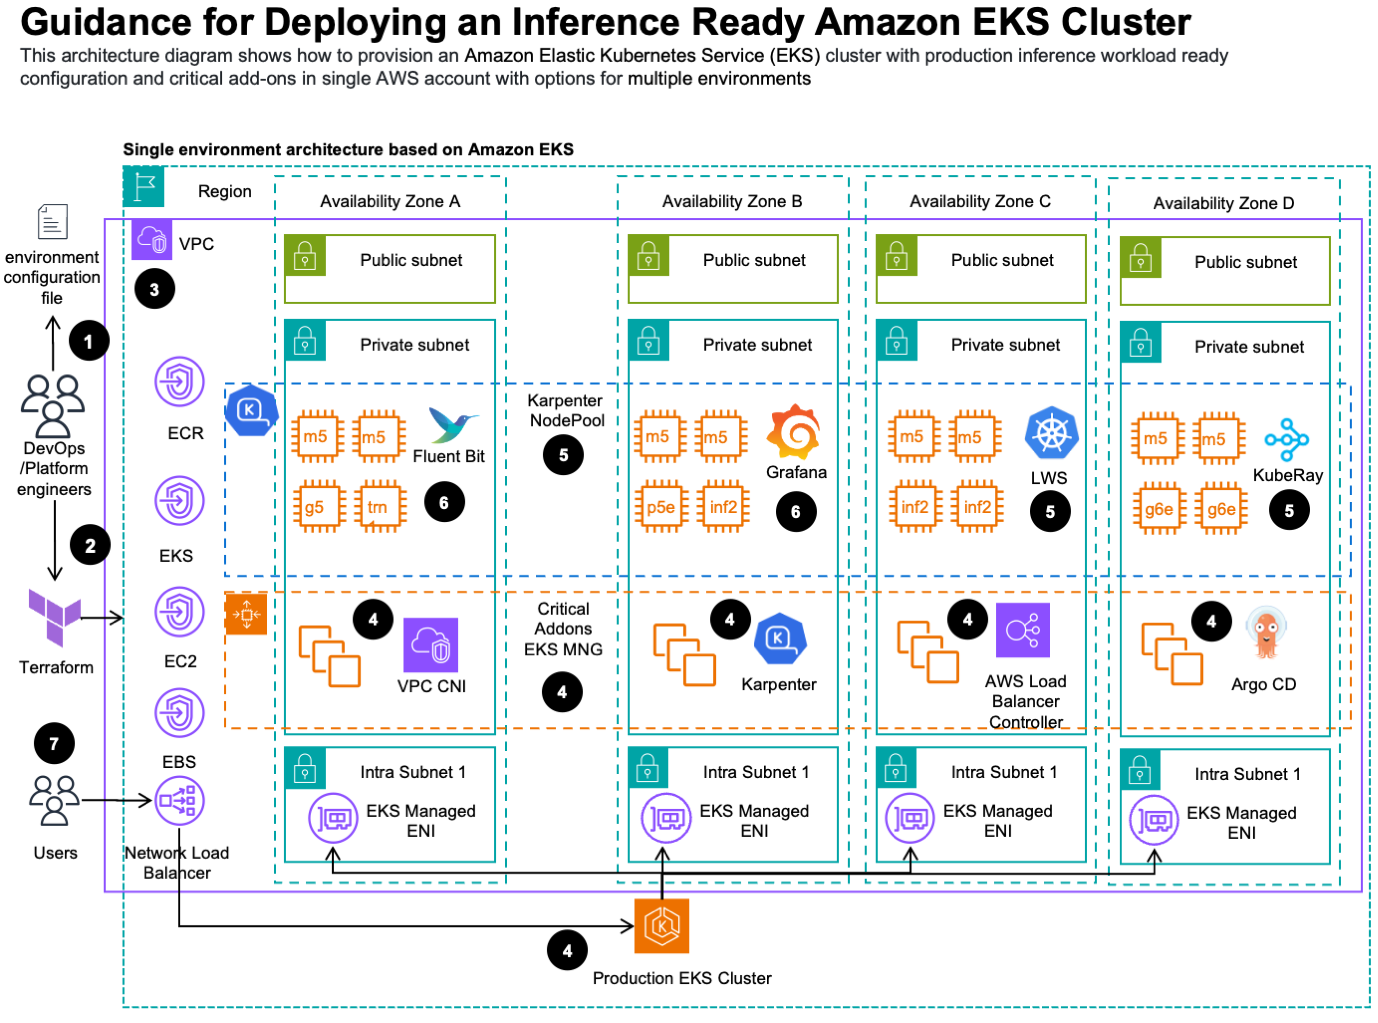 Guidance for Deploying an Inference Ready Amazon EKS Cluster
This architecture diagram shows how to provision an Amazon Elastic Kubernetes Service (EKS) cluster with production inference workload ready
configuration and critical add-ons in single AWS account with options for multiple environments
Single environment architecture based on Amazon EKS
Region
Availability Zone A
Availability Zone B
Availability Zone C
Availability Zone D
environment
configuration
file
VPC
3
Public subnet
Public subnet
Public subnet
Public subnet
1
Private subnet
Private subnet
Private subnet
Private subnet
DevOps
/Platform
engineers
2
Terraform
ECR
EKS
EC2
EBS
Karpenter
NodePool
5
m5
m5
Fluent Bit
g5
trn
6
m5
m5
Grafana
p5e
inf2
6
m5
m5
LWS
inf2
inf2
5
m5
m5
KubeRay
g6e
g6e
5
Critical
Addons
EKS MNG
4
4
VPC CNI
4
Karpenter
4
AWS Load
Balancer
Controller
4
Argo CD
7
Users
Network Load
Balancer
Intra Subnet 1
EKS Managed
ENI
Intra Subnet 1
EKS Managed
ENI
Intra Subnet 1
EKS Managed
ENI
Intra Subnet 1
EKS Managed
ENI
4
Production EKS Cluster